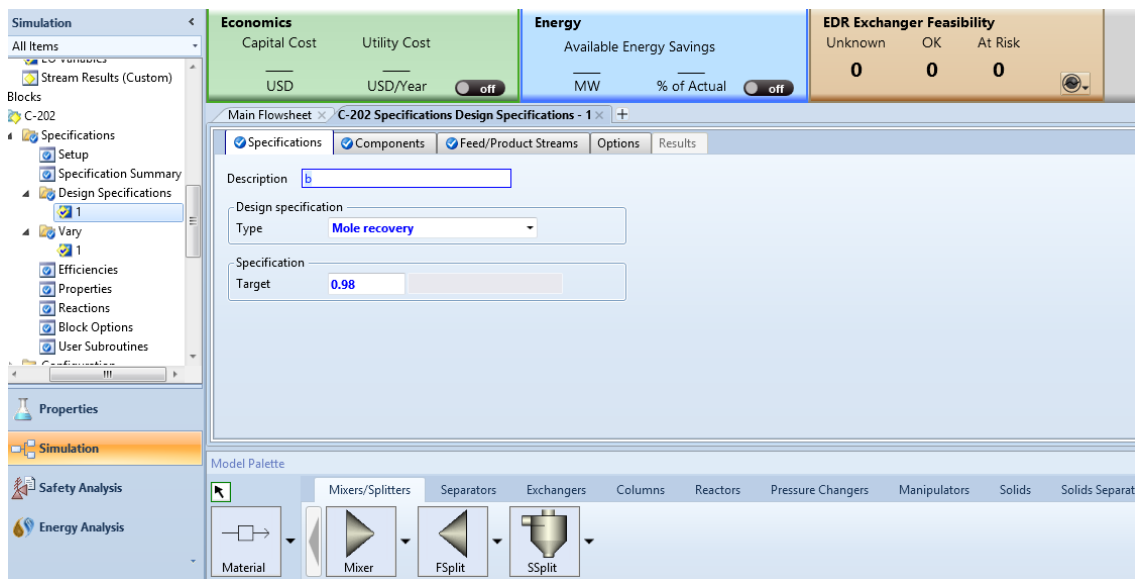 Simulation <
All Items
EO Variables
Stream Results (Custom)
Blocks
C-202
Specifications
Setup
Specification Summary
Design Specifications
1
Vary
1
Efficiencies
Properties
Reactions
Block Options
User Subroutines
Configuration
Properties
Simulation
Safety Analysis
Energy Analysis
Economics
Capital Cost Utility Cost
USD USD/Year off
Energy
Available Energy Savings
MW % of Actual off
EDR Exchanger Feasibility
Unknown OK At Risk
0 0 0
Main Flowsheet × C-202 Specifications Design Specifications - 1 × +
Specifications Components Feed/Product Streams Options Results
Description b
Design specification
Type Mole recovery
Specification
Target 0.98
Model Palette
Mixers/Splitters Separators Exchangers Columns Reactors Pressure Changers Manipulators Solids Solids Separat
Material Mixer FSplit SSplit